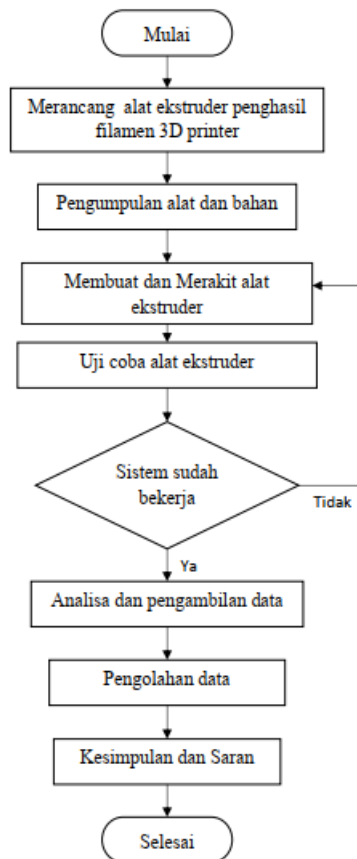 Mulai
Merancang alat ekstruder penghasil
filamen 3D printer
Pengumpulan alat dan bahan
Membuat dan Merakit alat
ekstruder
Uji coba alat ekstruder
Sistem sudah
bekerja
Tidak
Ya
Analisa dan pengambilan data
Pengolahan data
Kesimpulan dan Saran
Selesai